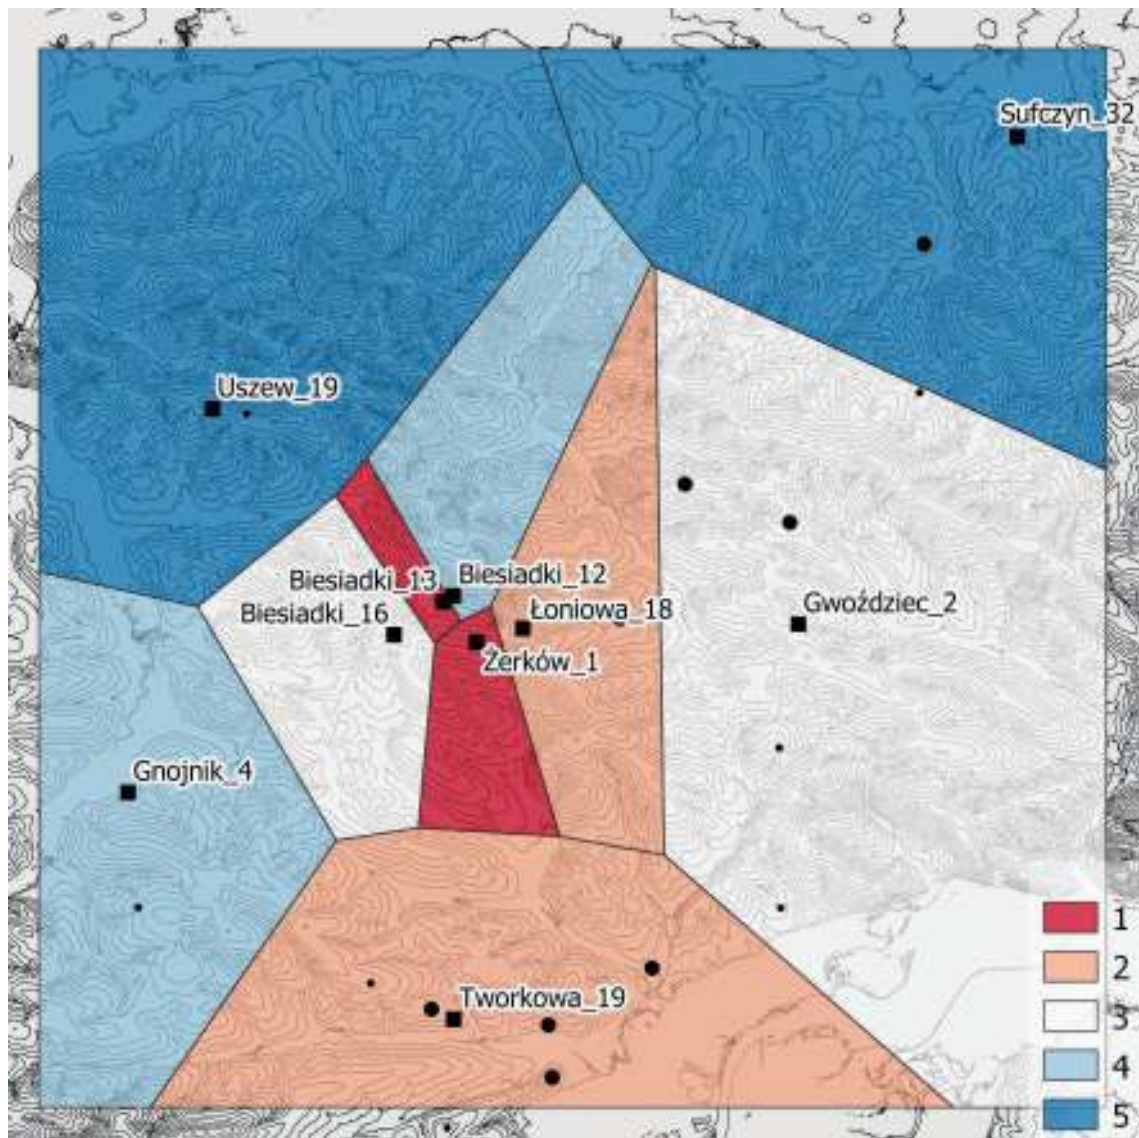 Sufczyn_32
Uszew_19
Biesiadki_13
Biesiadki_12
Biesiadki_16
Łoniowa_18
Gwoździec_2
Żerków_1
Gnojnik_4
Tworkowa_19
1
2
3
4
5